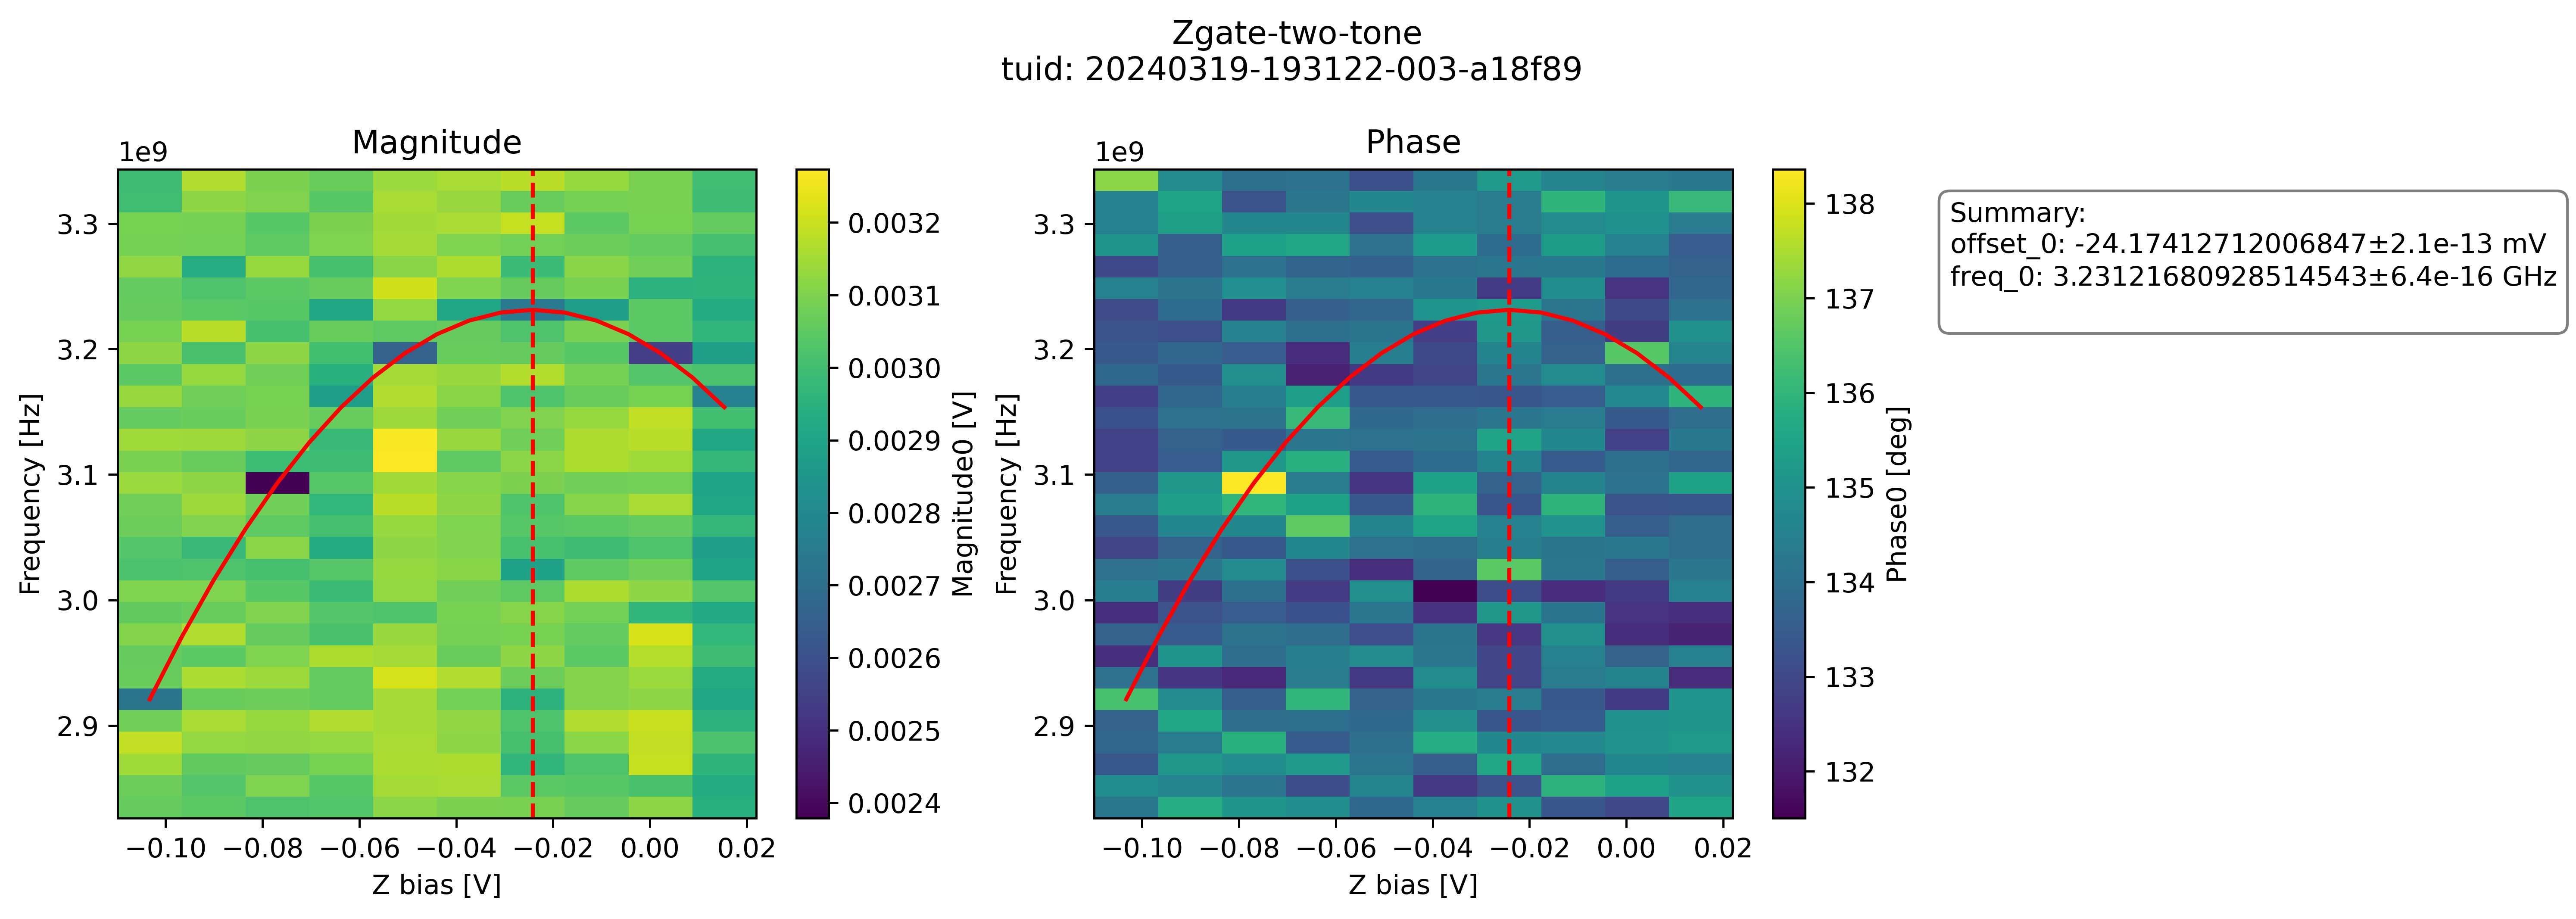 Zgate-two-tone
tuid: 20240319-193122-003-a18f89
Magnitude
1e9
3.3
3.2
3.1
3.0
2.9
Frequency [Hz]
−0.10 −0.08 −0.06 −0.04 −0.02 0.00 0.02
Z bias [V]
0.0032
0.0031
0.0030
0.0029
0.0028
0.0027
0.0026
0.0025
0.0024
Magnitude0 [V]
Phase
1e9
3.3
3.2
3.1
3.0
2.9
Frequency [Hz]
−0.10 −0.08 −0.06 −0.04 −0.02 0.00 0.02
Z bias [V]
138
137
136
135
134
133
132
Phase0 [deg]
Summary:
offset_0: -24.17412712006847±2.1e-13 mV
freq_0: 3.23121680928514543±6.4e-16 GHz